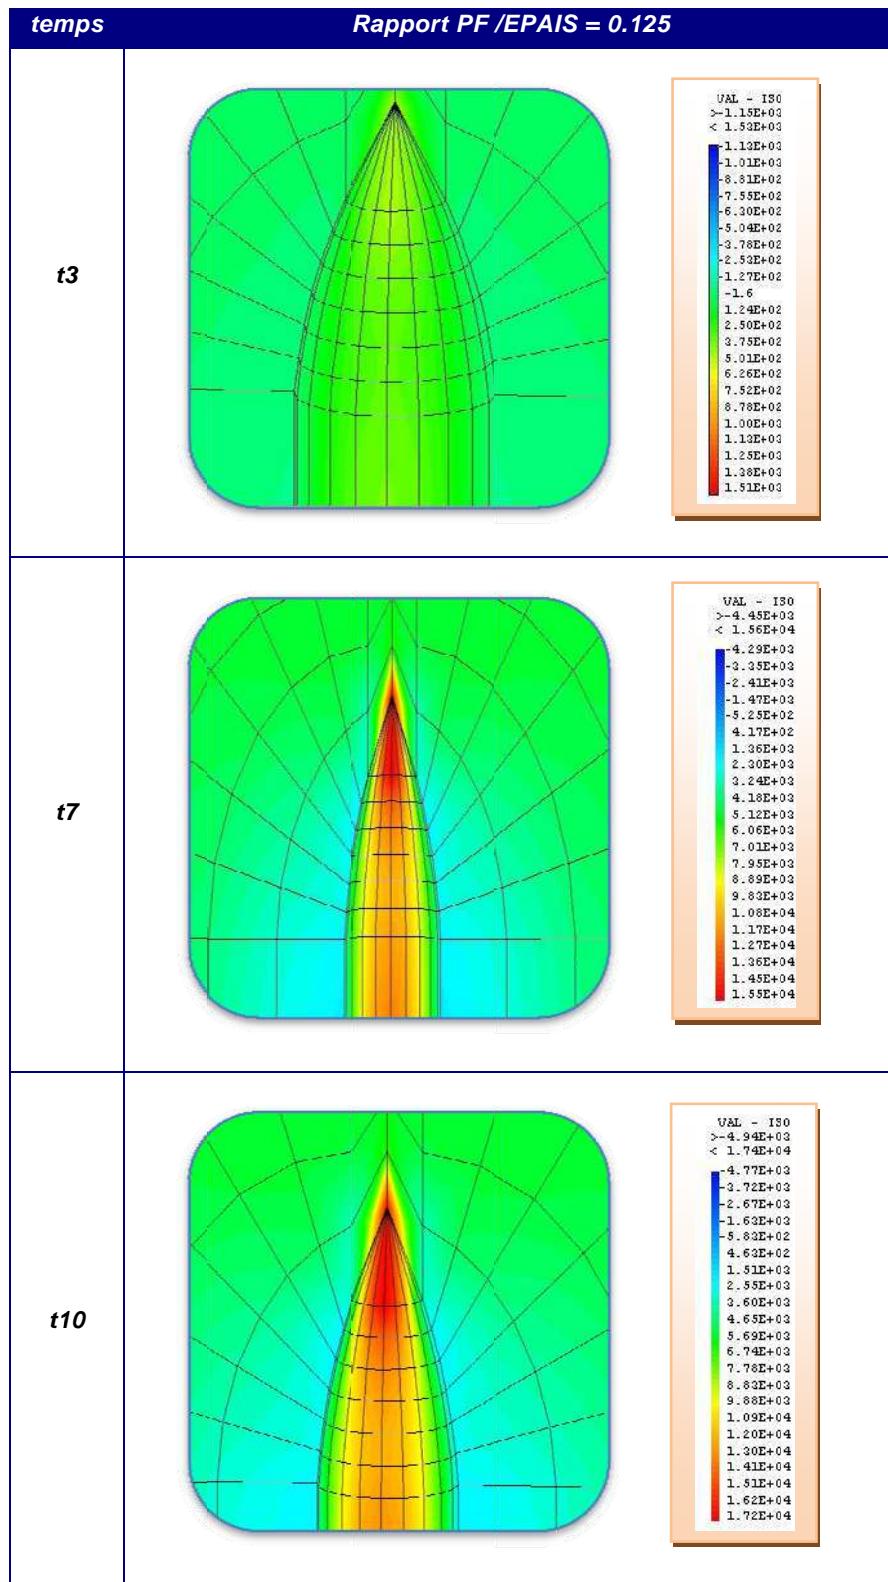 temps Rapport PF /EPAIS = 0.125
t3
VAL - ISO
>-1.15E+03
< 1.53E+03
-1.13E+03
-1.01E+03
-8.81E+02
-7.55E+02
-6.30E+02
-5.04E+02
-3.78E+02
-2.53E+02
-1.27E+02
-1.6
1.24E+02
2.50E+02
3.75E+02
5.01E+02
6.26E+02
7.52E+02
8.78E+02
1.00E+03
1.13E+03
1.25E+03
1.38E+03
1.51E+03
t7
VAL - ISO
>-4.45E+03
< 1.56E+04
-4.29E+03
-3.35E+03
-2.41E+03
-1.47E+03
-5.25E+02
4.17E+02
1.36E+03
2.30E+03
3.24E+03
4.18E+03
5.12E+03
6.06E+03
7.01E+03
7.95E+03
8.89E+03
9.83E+03
1.08E+04
1.17E+04
1.27E+04
1.36E+04
1.45E+04
1.55E+04
t10
VAL - ISO
>-4.94E+03
< 1.74E+04
-4.77E+03
-3.72E+03
-2.67E+03
-1.63E+03
-5.83E+02
4.63E+02
1.51E+03
2.55E+03
3.60E+03
4.65E+03
5.69E+03
6.74E+03
7.78E+03
8.83E+03
9.88E+03
1.09E+04
1.20E+04
1.30E+04
1.41E+04
1.51E+04
1.62E+04
1.72E+04